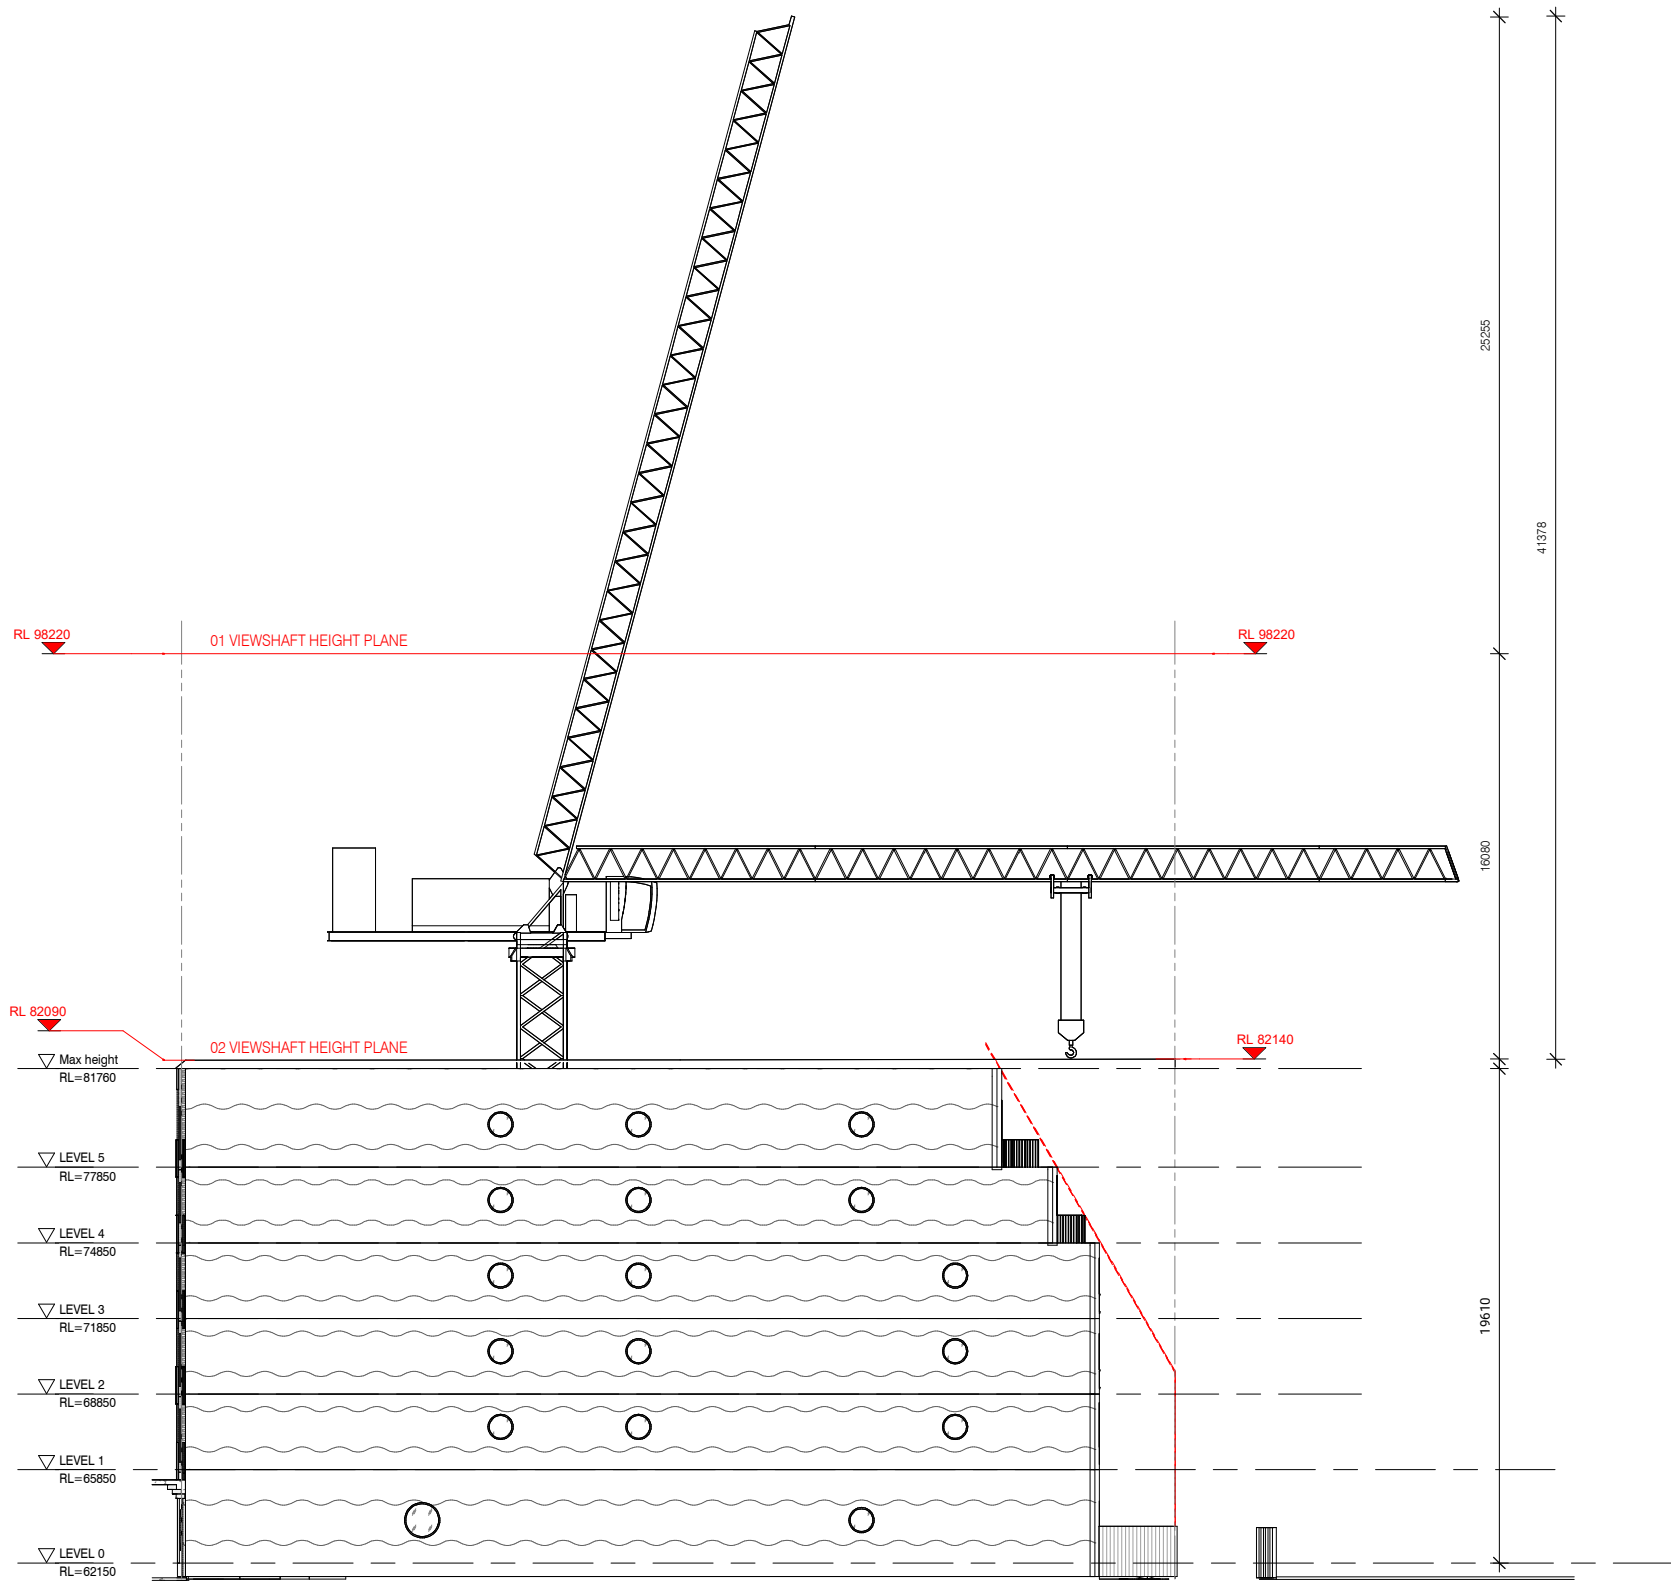 25255
41378
RL 98220
01 VIEWSHAFT HEIGHT PLANE
RL 98220
16080
RL 82090
02 VIEWSHAFT HEIGHT PLANE
RL 82140
Max height
RL=81760
LEVEL 5
RL=77850
LEVEL 4
RL=74850
LEVEL 3
RL=71850
19610
LEVEL 2
RL=68850
LEVEL 1
RL=65850
LEVEL 0
RL=62150